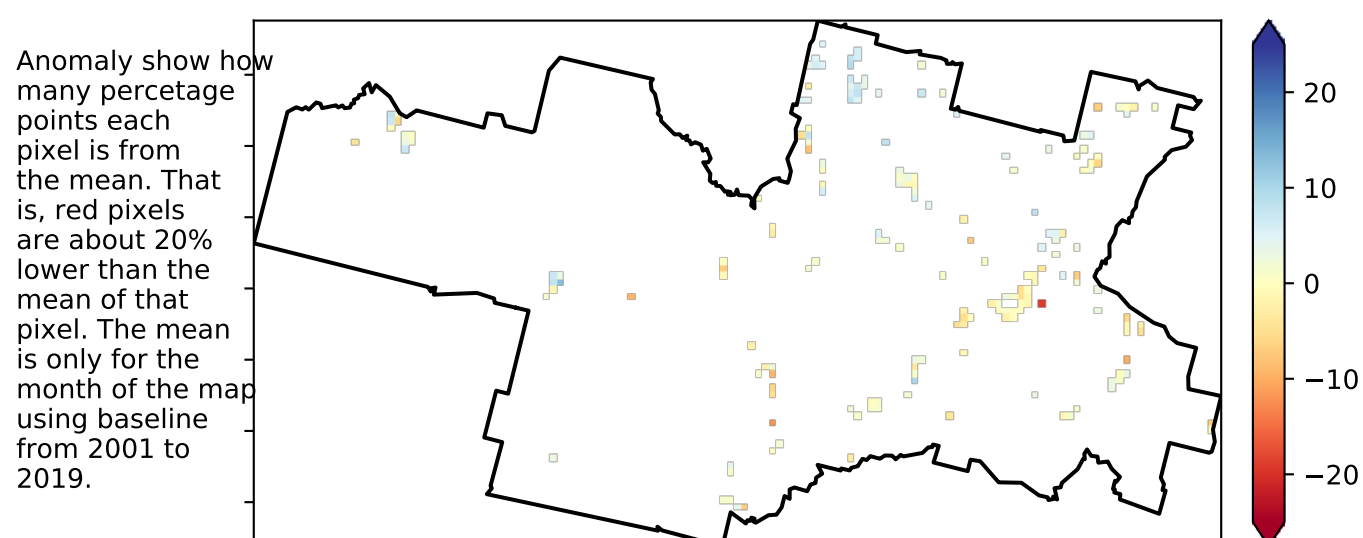 Anomaly show how
many percetage
points each
pixel is from
the mean. That
is, red pixels
are about 20%
lower than the
mean of that
pixel. The mean
is only for the
month of the map
using baseline
from 2001 to
2019.
20
10
0
−10
−20